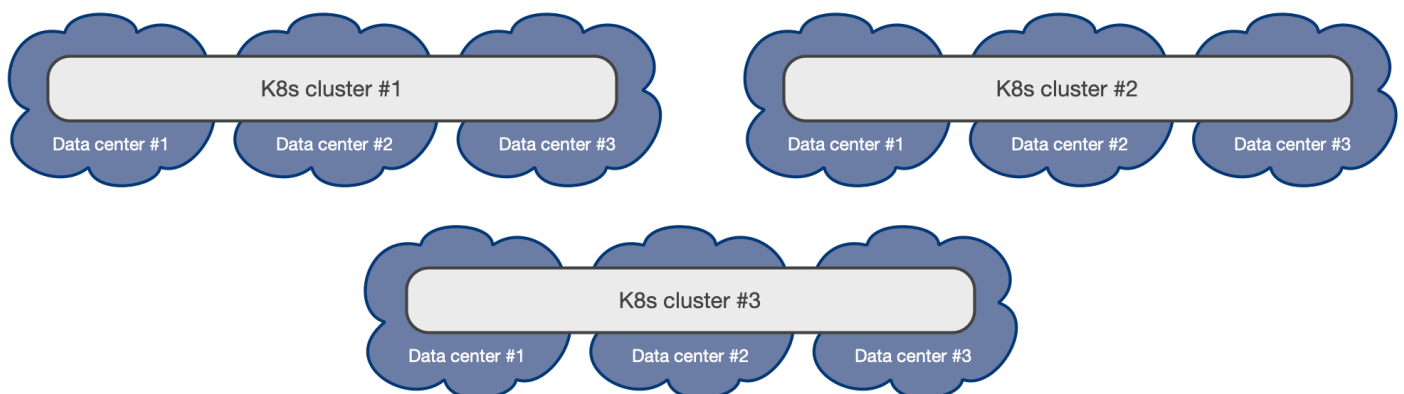 K8s cluster #1
Data center #1
Data center #2
Data center #3
K8s cluster #2
Data center #1
Data center #2
Data center #3
K8s cluster #3
Data center #1
Data center #2
Data center #3